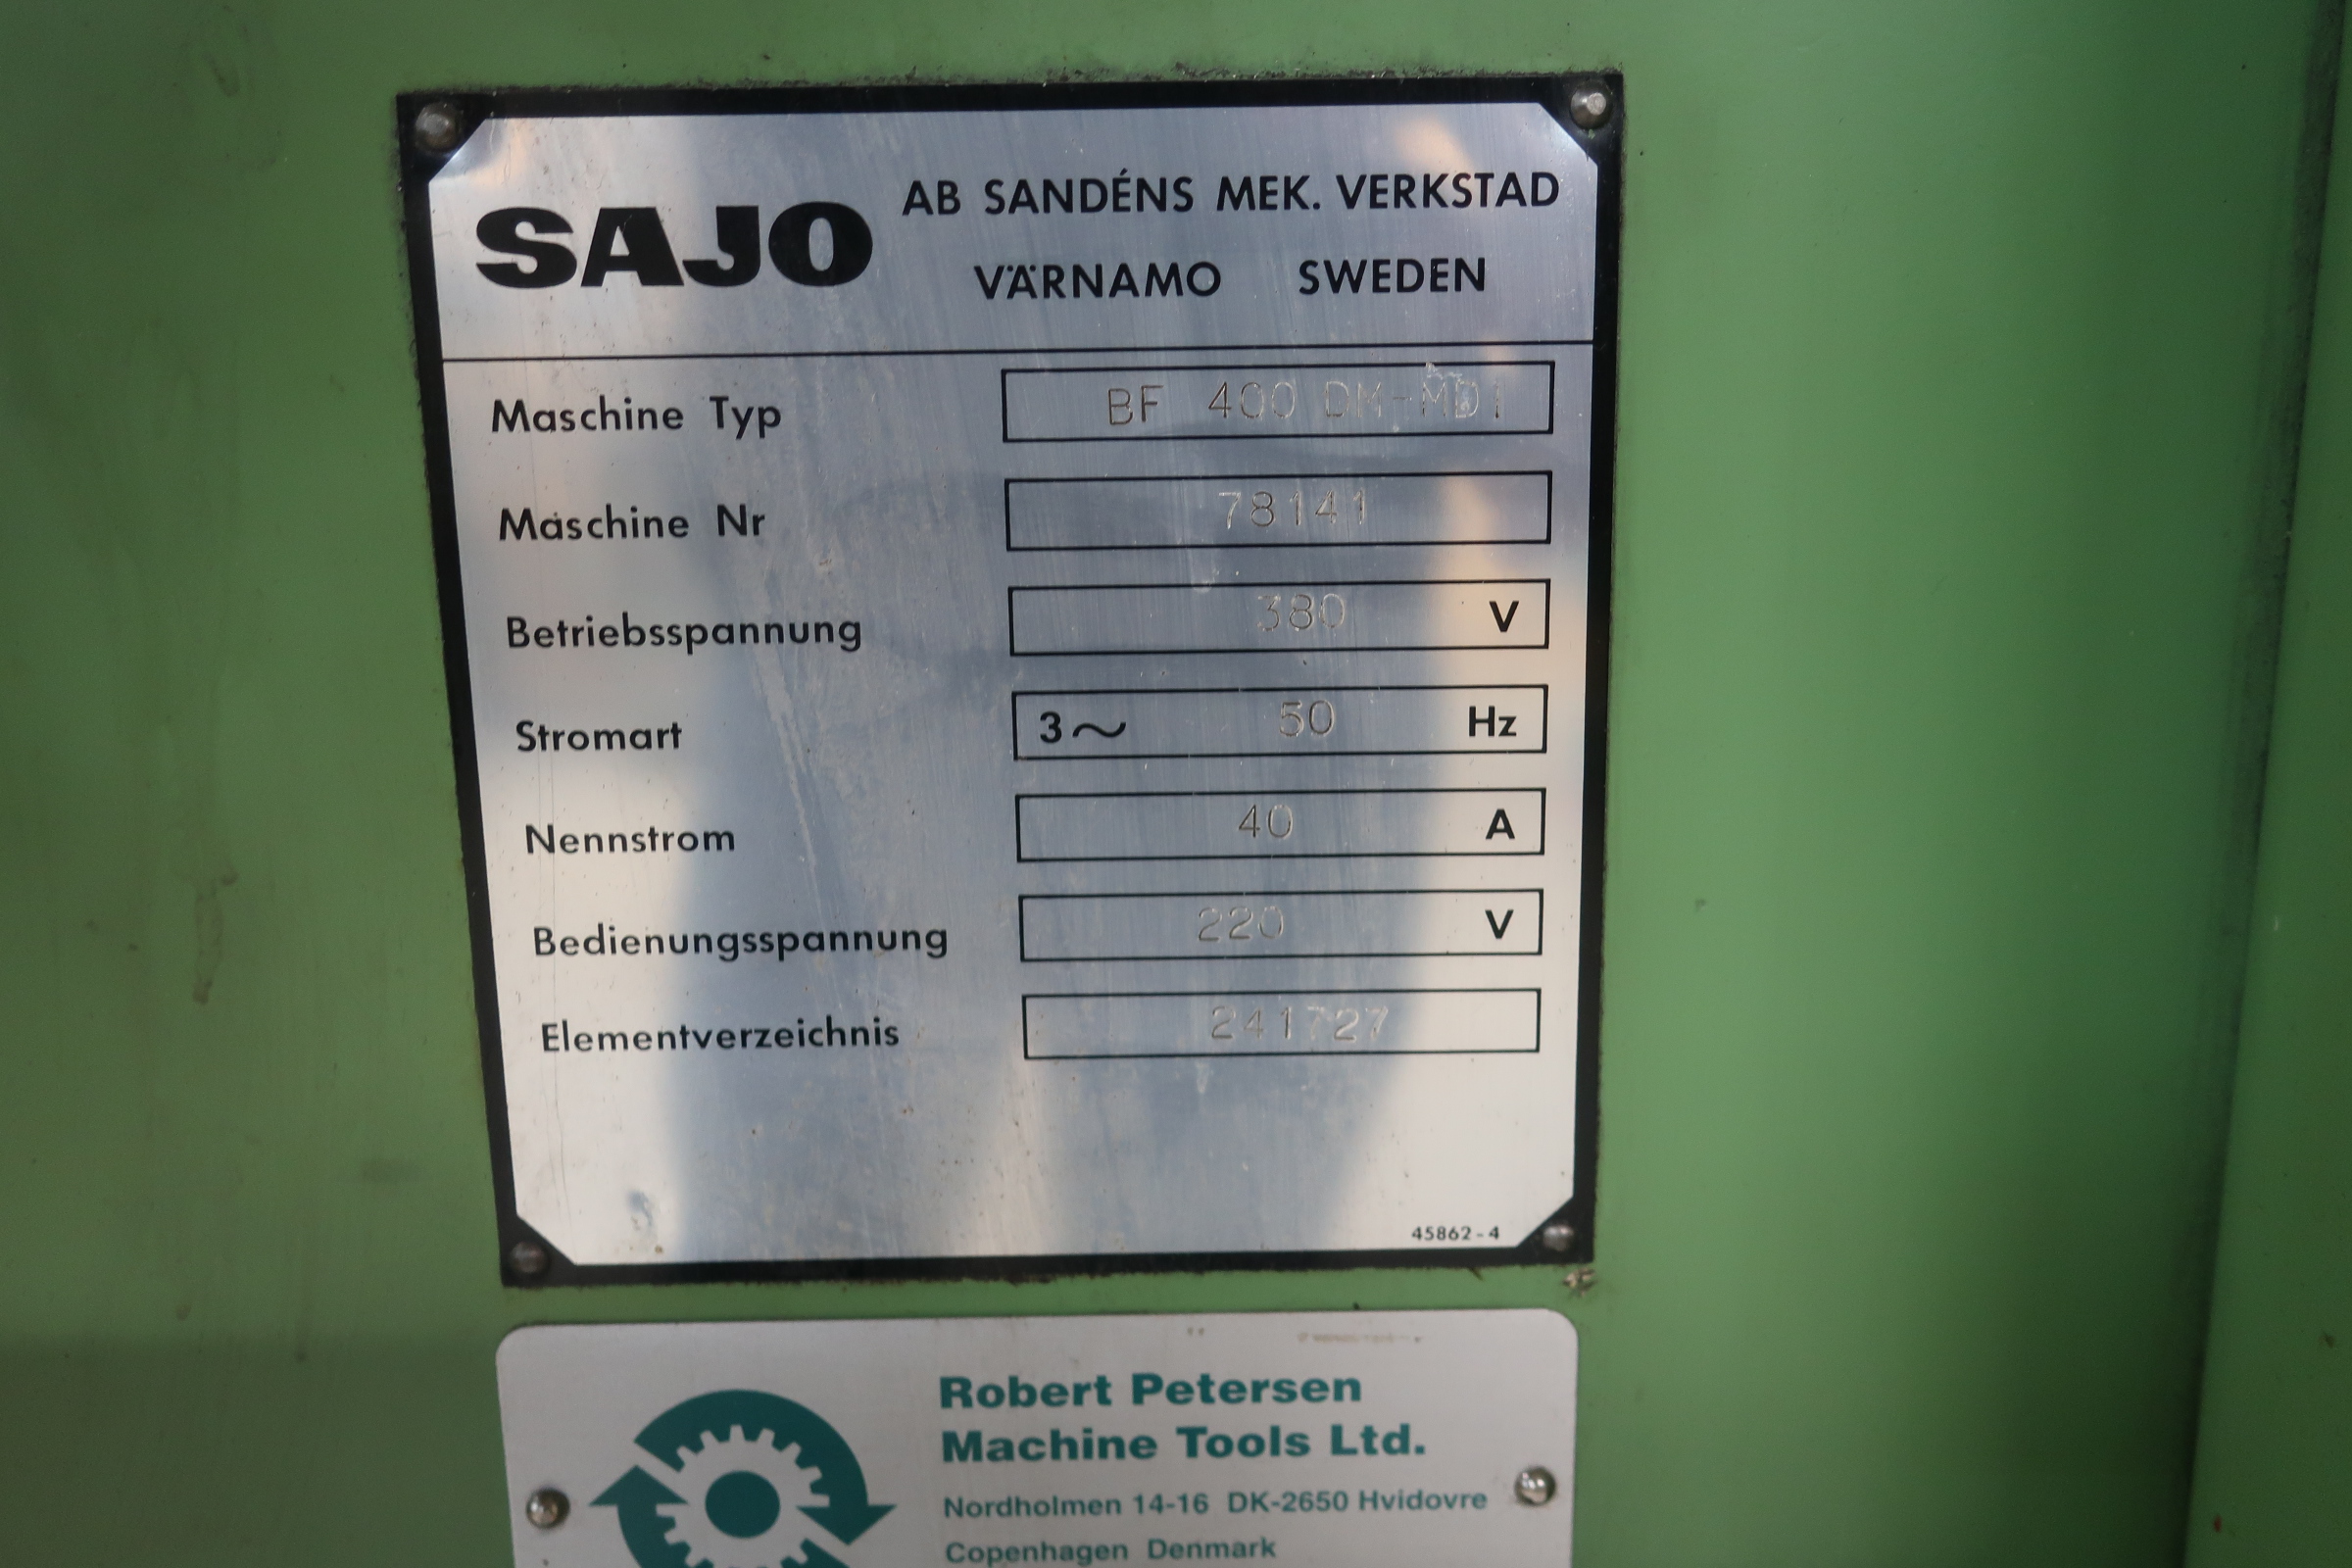 SAJO
AB SANDÉNS MEK. VERKSTAD
VÄRNAMO SWEDEN
Maschine Typ BF 400 DM-MDI
Maschine Nr 78141
Betriebsspannung 380 V
Stromart 3~ 50 Hz
Nennstrom 40 A
Bedienungsspannung 220 V
Elementverzeichnis 241727
45862-4
Robert Petersen
Machine Tools Ltd.
Nordholmen 14-16 DK-2650 Hvidovre
Copenhagen Denmark